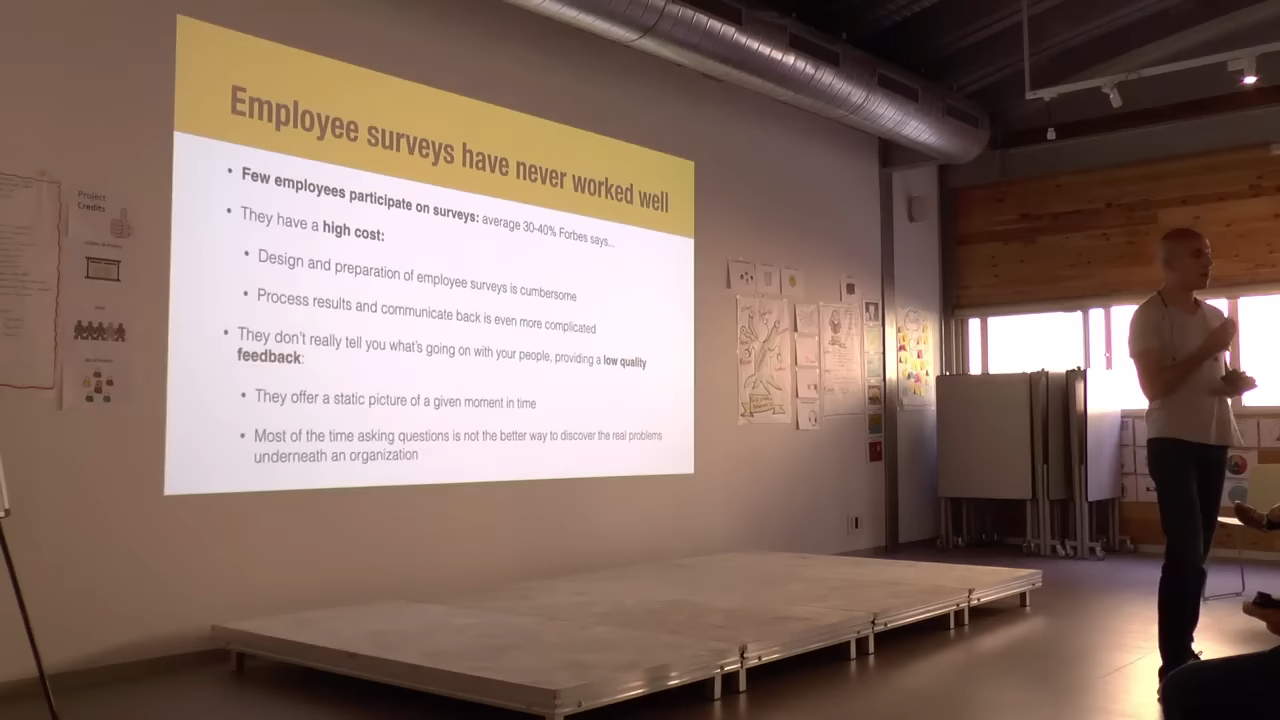 Employee surveys have never worked well
• Few employees participate on surveys: average 30-40% Forbes says...
• They have a high cost:
• Design and preparation of employee surveys is cumbersome
• Process results and communicate back is even more complicated
• They don't really tell you what's going on with your people, providing a low quality
feedback:
• They offer a static picture of a given moment in time
• Most of the time asking questions is not the better way to discover the real problems
underneath an organization
Project
Credits